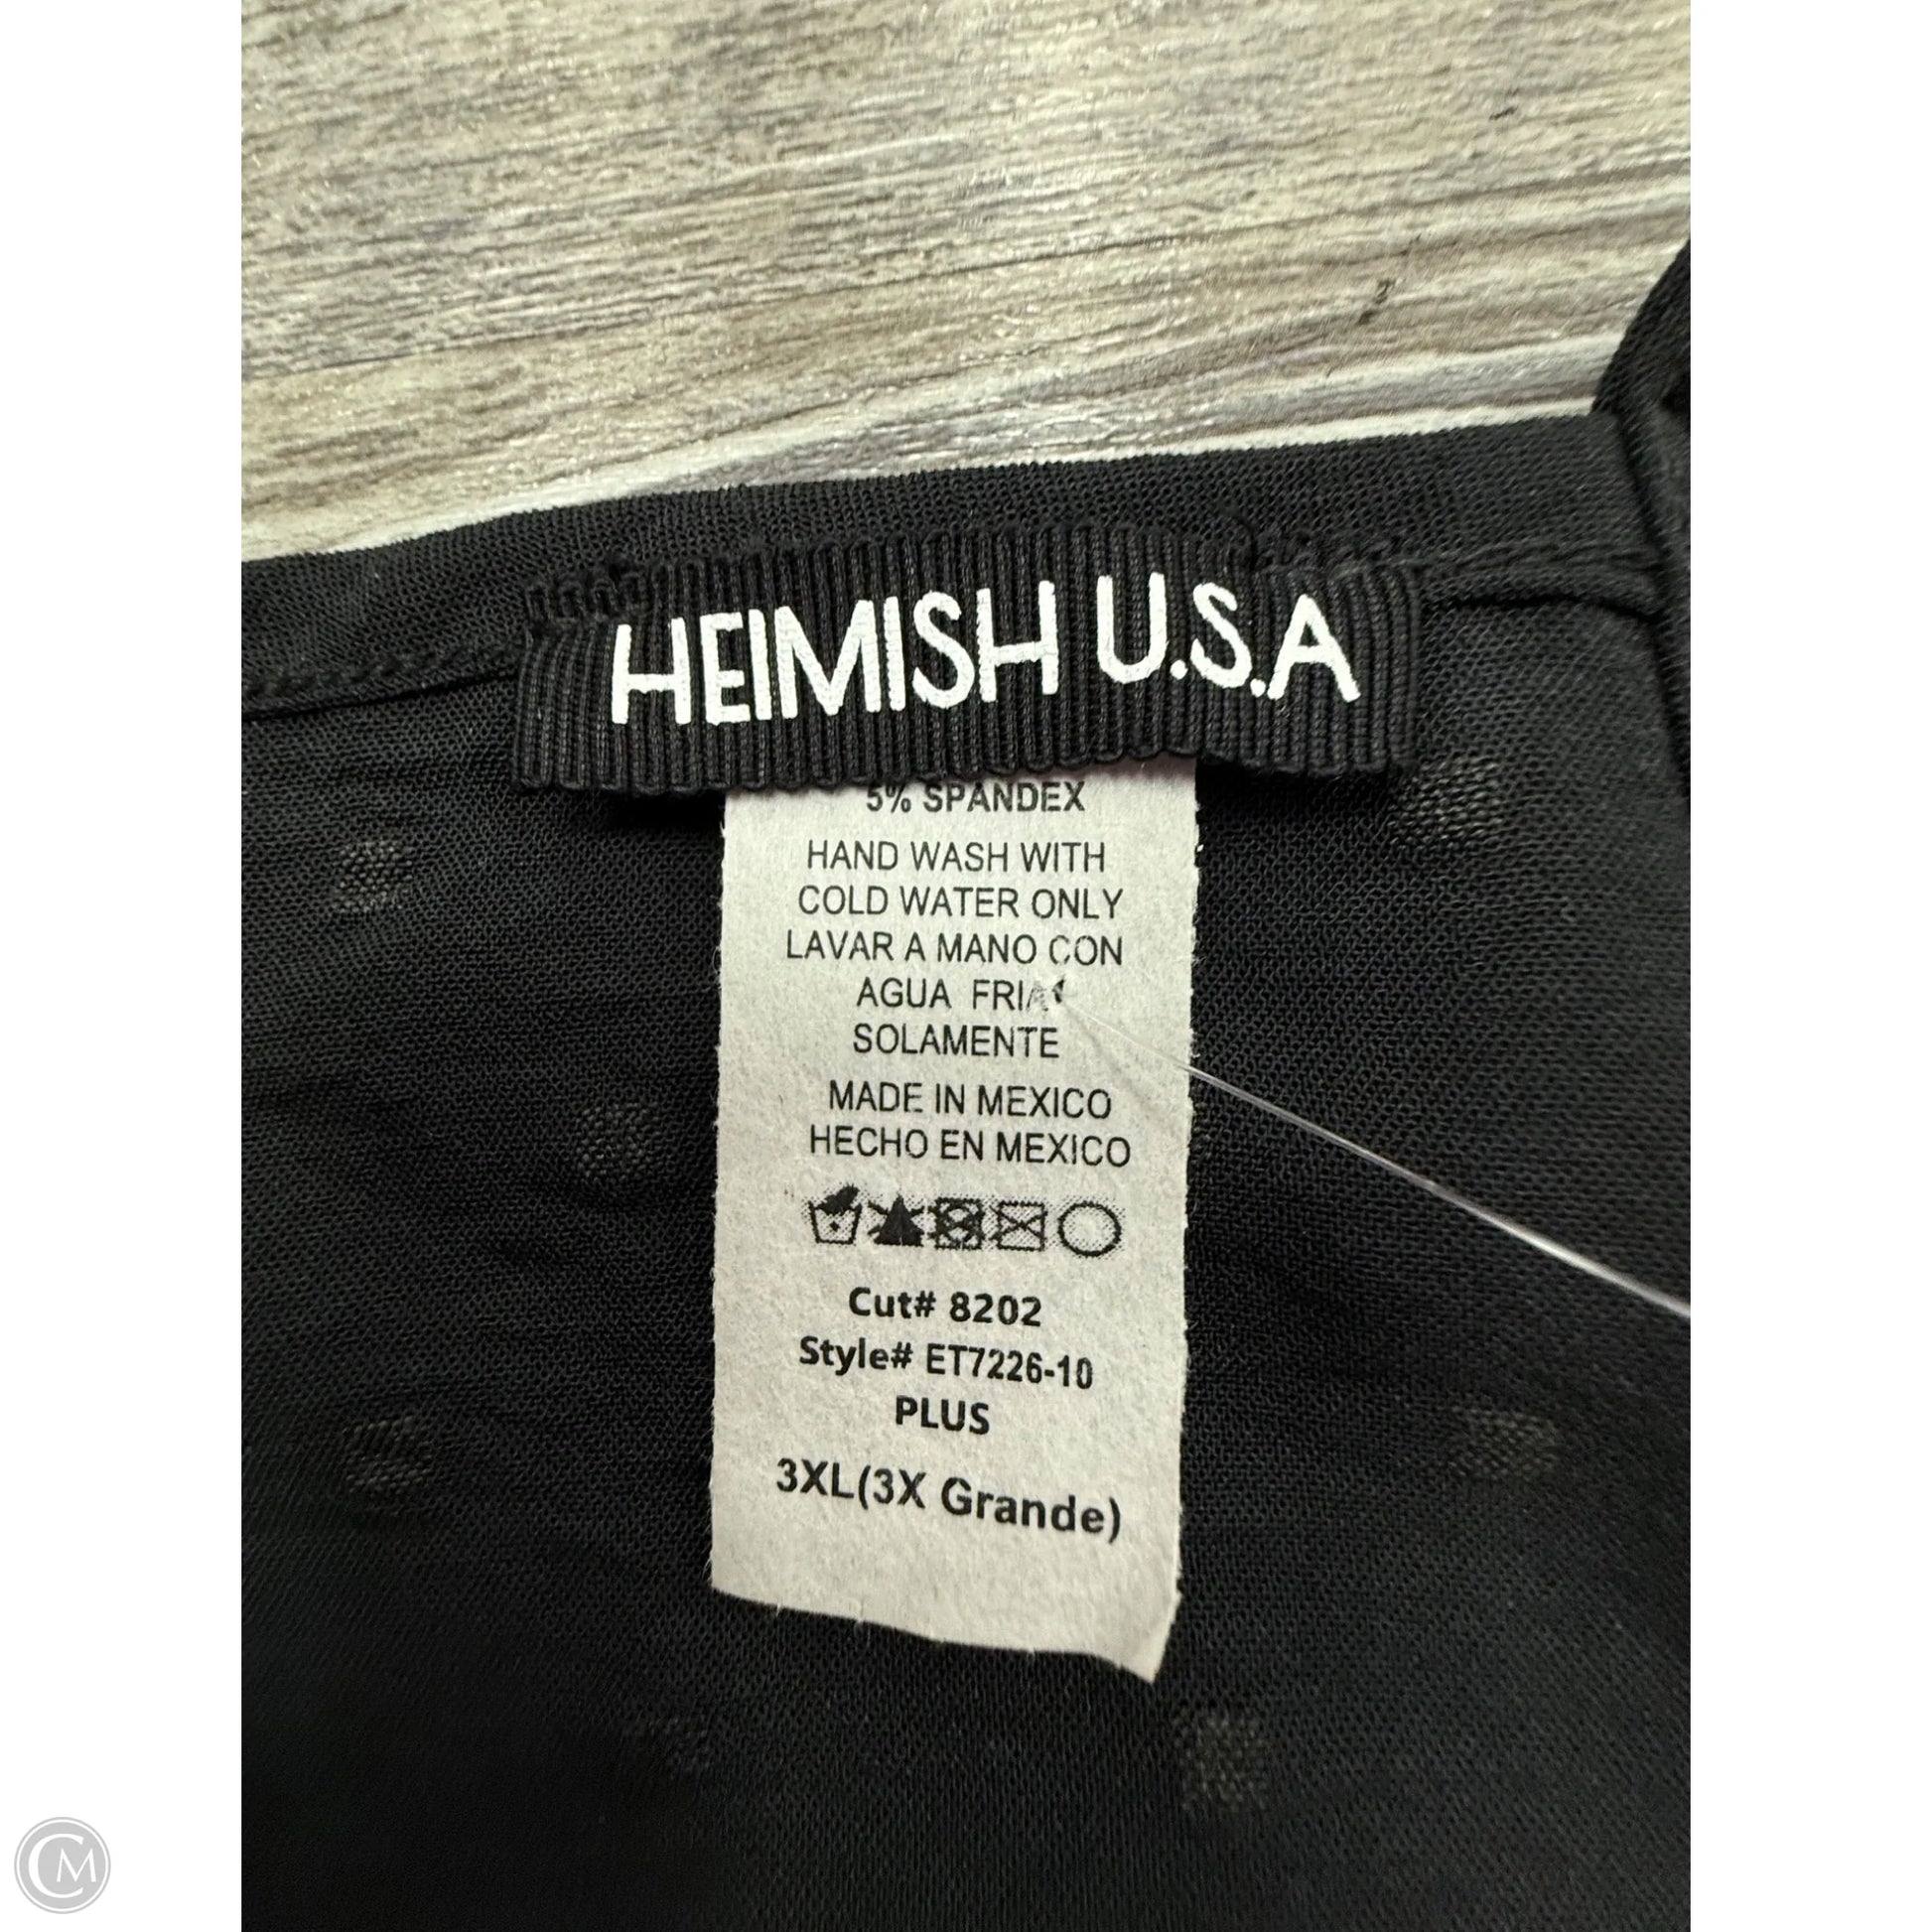 HEIMISH U.S.A
5% SPANDEX
HAND WASH WITH
COLD WATER ONLY
LAVAR A MANO CON
AGUA FRIA
SOLAMENTE
MADE IN MEXICO
HECHO EN MEXICO
Cut# 8202
Style# ET7226-10
PLUS
3XL(3X Grande)
CM